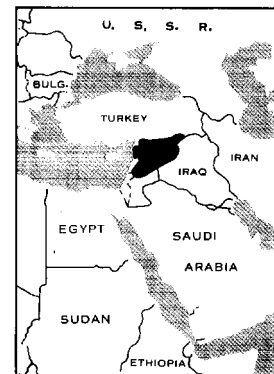 U. S. S. R.
BULG.
TURKEY
IRAQ
IRAN
EGYPT
SAUDI
ARABIA
SUDAN
ETHIOPIA